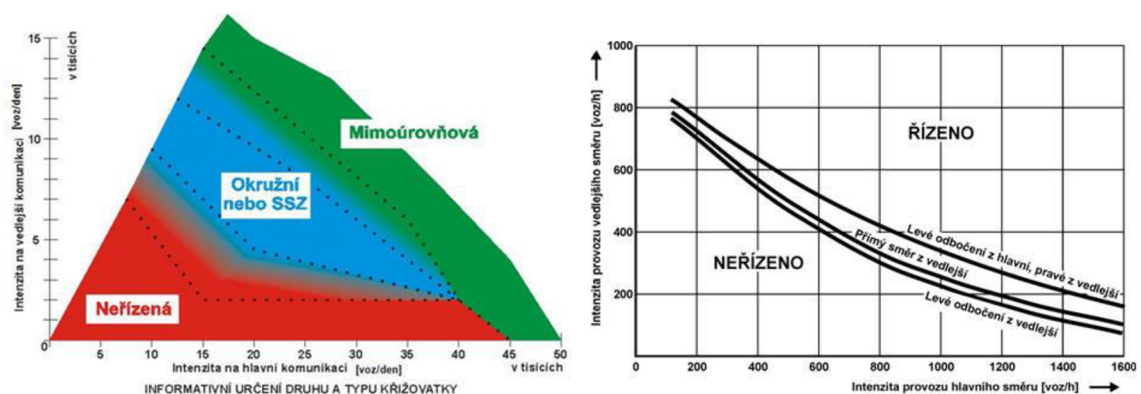 15
10
5
0
5
10
15
20
25
30
35
40
45
50
v tisících
Intenzita na vedlejší komunikaci [voz/den]
Mimoúrovňová
Okružní
nebo SSZ
Neřízená
Intenzita na hlavní komunikaci [voz/den]
v tisících
INFORMATIVNÍ URČENÍ DRUHU A TYPU KŘIŽOVATKY
Intenzita provozu vedlejšího směru [voz/h]
1000
800
600
400
200
ŘÍZENO
NEŘÍZENO
Levé odbočení z hlavní, pravé z vedlejší
Přímý směr z vedlejší
Levé odbočení z vedlejší
0
200
400
600
800
1000
1200
1400
1600
Intenzita provozu hlavního směru [voz/h]